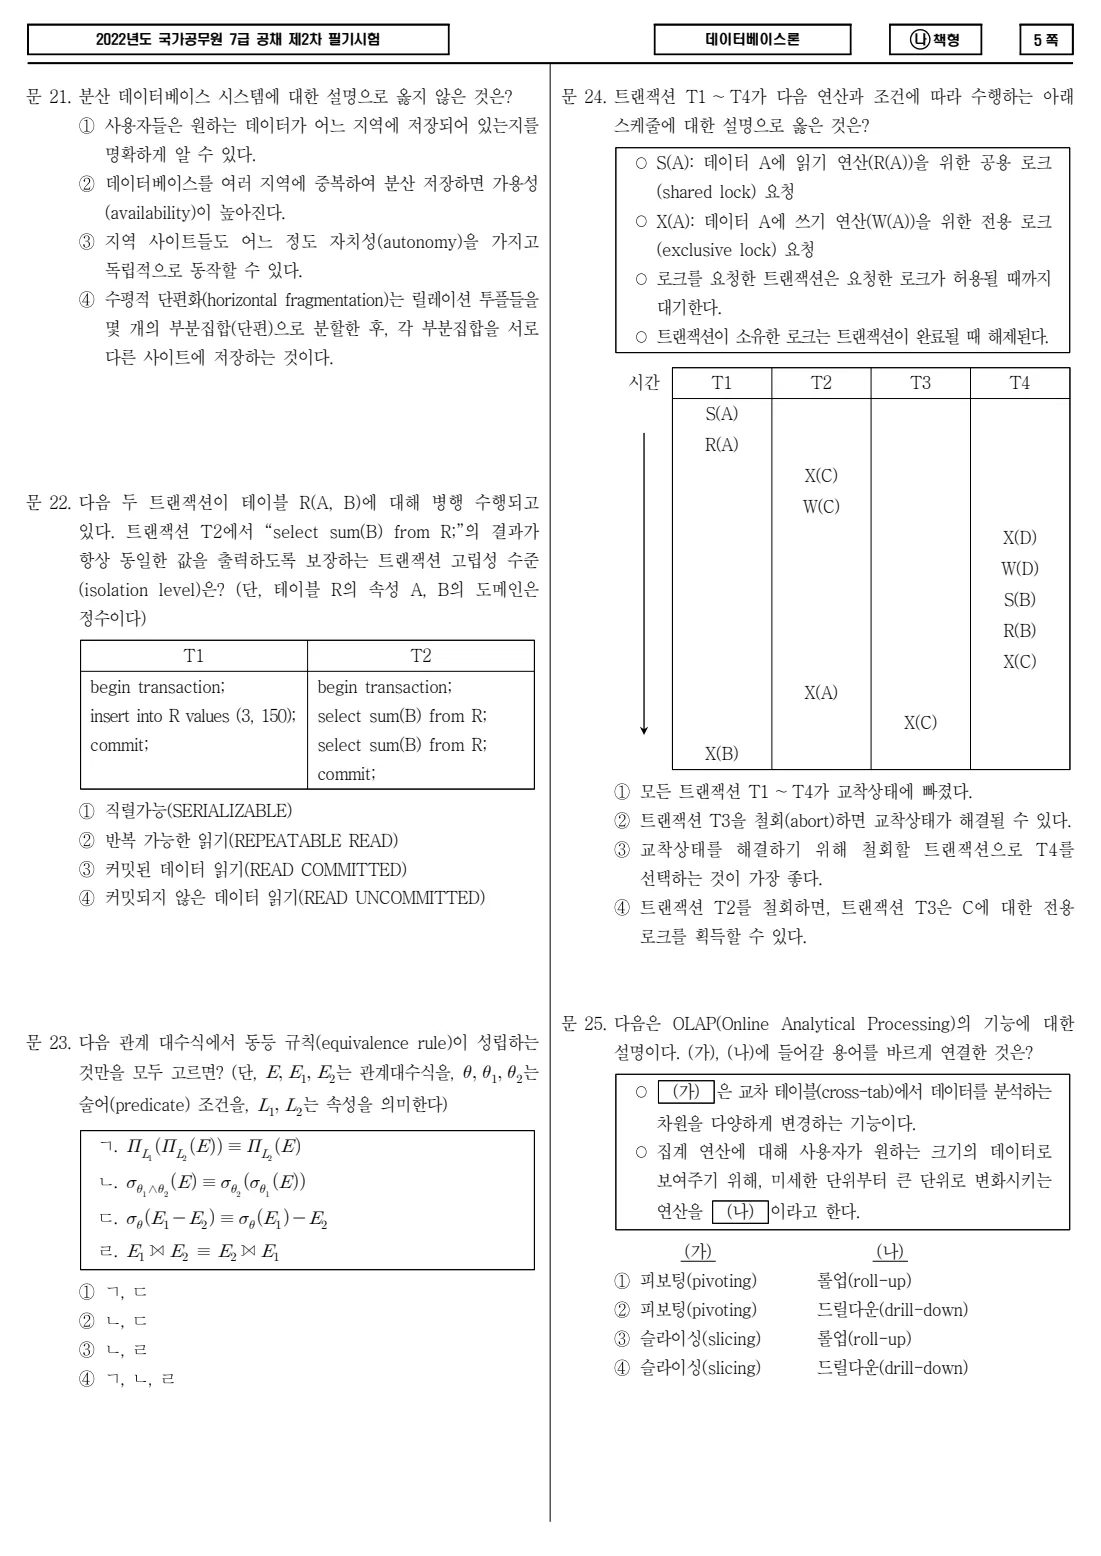 2022년도 국가공무원 7급 공채 제2차 필기시험
데이터베이스론
㉯책형
5 쪽
문 21. 분산 데이터베이스 시스템에 대한 설명으로 옳지 않은 것은?
① 사용자들은 원하는 데이터가 어느 지역에 저장되어 있는지를
명확하게 알 수 있다.
② 데이터베이스를 여러 지역에 중복하여 분산 저장하면 가용성
(availability)이 높아진다.
③ 지역 사이트들도 어느 정도 자치성(autonomy)을 가지고
독립적으로 동작할 수 있다.
④ 수평적 단편화(horizontal fragmentation)는 릴레이션 투플들을
몇 개의 부분집합(단편)으로 분할한 후, 각 부분집합을 서로
다른 사이트에 저장하는 것이다.
문 22. 다음 두 트랜잭션이 테이블 R(A, B)에 대해 병행 수행되고
있다. 트랜잭션 T2에서 “select sum(B) from R;”의 결과가
항상 동일한 값을 출력하도록 보장하는 트랜잭션 고립성 수준
(isolation level)은? (단, 테이블 R의 속성 A, B의 도메인은
정수이다)
T1 T2
begin transaction; begin transaction;
insert into R values (3, 150); select sum(B) from R;
commit; select sum(B) from R;
commit;
① 직렬가능(SERIALIZABLE)
② 반복 가능한 읽기(REPEATABLE READ)
③ 커밋된 데이터 읽기(READ COMMITTED)
④ 커밋되지 않은 데이터 읽기(READ UNCOMMITTED)
문 23. 다음 관계 대수식에서 동등 규칙(equivalence rule)이 성립하는
것만을 모두 고르면? (단, E, E₁, E₂는 관계대수식을, θ, θ₁, θ₂는
술어(predicate) 조건을, L₁, L₂는 속성을 의미한다)
ㄱ. Π_L₁(Π_L₂(E)) ≡ Π_L₂(E)
ㄴ. σ_θ₁∧θ₂(E) ≡ σ_θ₂(σ_θ₁(E))
ㄷ. σ_θ(E₁−E₂) ≡ σ_θ(E₁)−E₂
ㄹ. E₁ ⋈ E₂ ≡ E₂ ⋈ E₁
① ㄱ, ㄷ
② ㄴ, ㄷ
③ ㄴ, ㄹ
④ ㄱ, ㄴ, ㄹ
문 24. 트랜잭션 T1 ~ T4가 다음 연산과 조건에 따라 수행하는 아래
스케줄에 대한 설명으로 옳은 것은?
○ S(A): 데이터 A에 읽기 연산(R(A))을 위한 공용 로크
(shared lock) 요청
○ X(A): 데이터 A에 쓰기 연산(W(A))을 위한 전용 로크
(exclusive lock) 요청
○ 로크를 요청한 트랜잭션은 요청한 로크가 허용될 때까지
대기한다.
○ 트랜잭션이 소유한 로크는 트랜잭션이 완료될 때 해제된다.
시간 T1 T2 T3 T4
S(A)
R(A)
X(C)
W(C)
X(D)
W(D)
S(B)
R(B)
X(C)
X(A)
X(C)
X(B)
① 모든 트랜잭션 T1 ~ T4가 교착상태에 빠졌다.
② 트랜잭션 T3을 철회(abort)하면 교착상태가 해결될 수 있다.
③ 교착상태를 해결하기 위해 철회할 트랜잭션으로 T4를
선택하는 것이 가장 좋다.
④ 트랜잭션 T2를 철회하면, 트랜잭션 T3은 C에 대한 전용
로크를 획득할 수 있다.
문 25. 다음은 OLAP(Online Analytical Processing)의 기능에 대한
설명이다. (가), (나)에 들어갈 용어를 바르게 연결한 것은?
○ (가) 은 교차 테이블(cross-tab)에서 데이터를 분석하는
차원을 다양하게 변경하는 기능이다.
○ 집계 연산에 대해 사용자가 원하는 크기의 데이터로
보여주기 위해, 미세한 단위부터 큰 단위로 변화시키는
연산을 (나) 이라고 한다.
(가) (나)
① 피보팅(pivoting) 롤업(roll-up)
② 피보팅(pivoting) 드릴다운(drill-down)
③ 슬라이싱(slicing) 롤업(roll-up)
④ 슬라이싱(slicing) 드릴다운(drill-down)